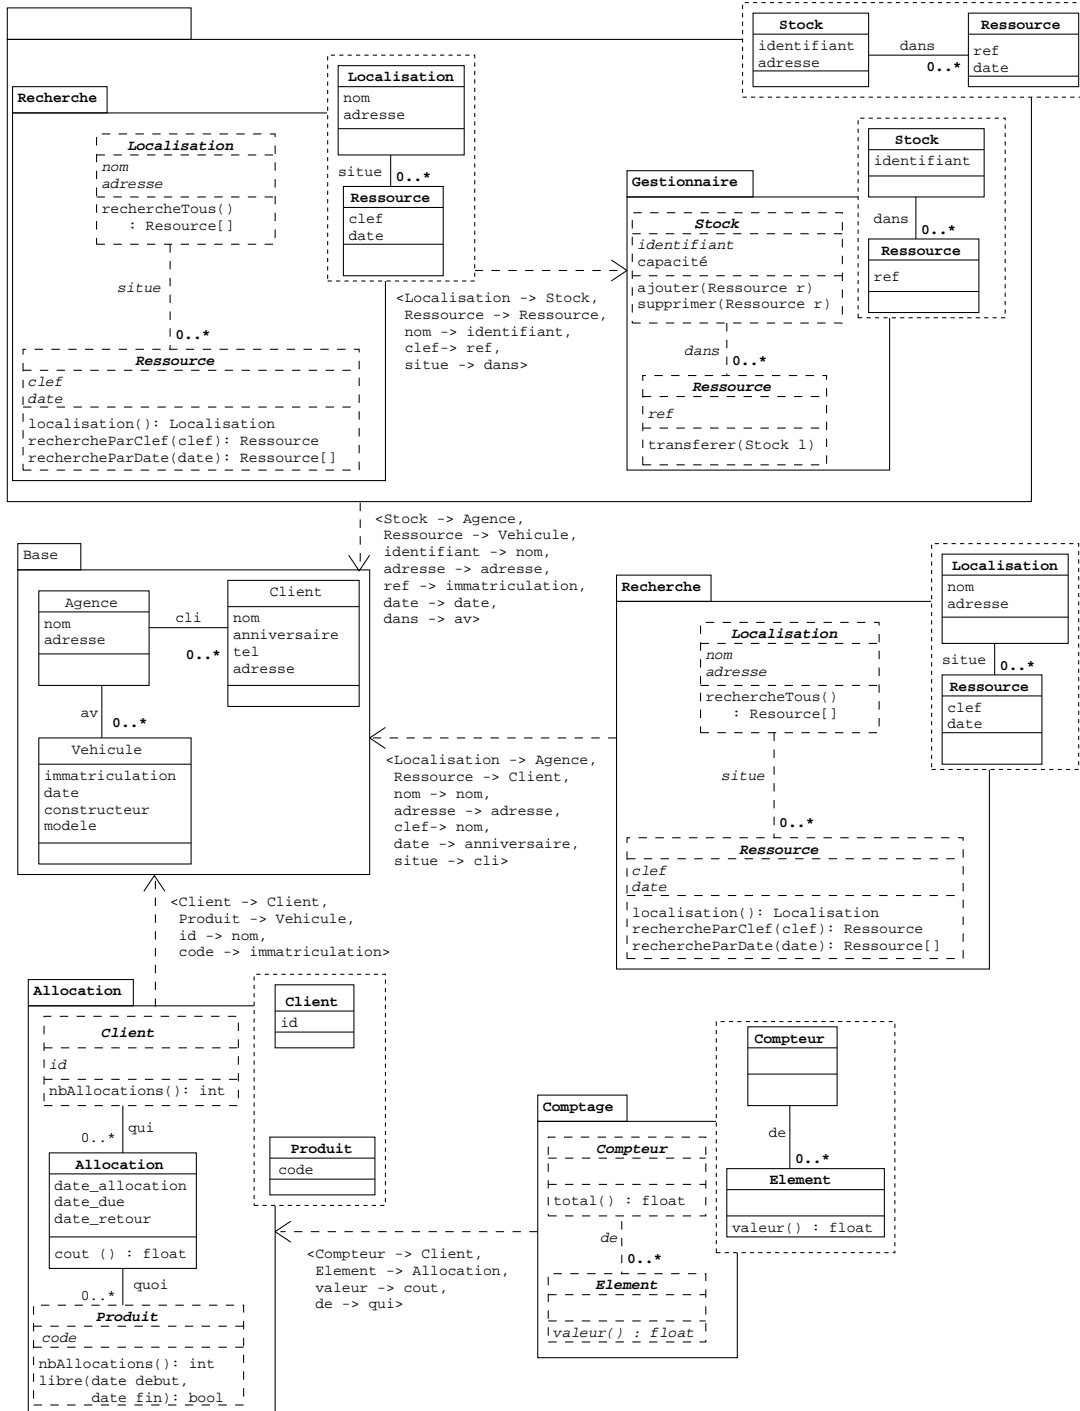 Stock
identifiant
adresse
dans
0..*
Ressource
ref
date
Recherche
Localisation
nom
adresse
rechercheTous()
: Resource[]
situe
0..*
Ressource
clef
date
localisation(): Localisation
rechercheParClef(clef): Ressource
rechercheParDate(date): Ressource[]
Localisation
nom
adresse
situe
0..*
Ressource
clef
date
<Localisation -> Stock,
Ressource -> Ressource,
nom -> identifiant,
clef-> ref,
situe -> dans>
Gestionnaire
Stock
identifiant
capacité
ajouter(Ressource r)
supprimer(Ressource r)
dans
0..*
Ressource
ref
transferer(Stock l)
Stock
identifiant
dans
0..*
Ressource
ref
<Stock -> Agence,
Ressource -> Vehicule,
identifiant -> nom,
adresse -> adresse,
ref -> immatriculation,
date -> date,
dans -> av>
Base
Agence
nom
adresse
cli
0..*
Client
nom
anniversaire
tel
adresse
av
0..*
Vehicule
immatriculation
date
constructeur
modele
<Localisation -> Agence,
Ressource -> Client,
nom -> nom,
adresse -> adresse,
clef-> nom,
date -> anniversaire,
situe -> cli>
Recherche
Localisation
nom
adresse
rechercheTous()
: Resource[]
situe
0..*
Ressource
clef
date
localisation(): Localisation
rechercheParClef(clef): Ressource
rechercheParDate(date): Ressource[]
Localisation
nom
adresse
situe
0..*
Ressource
clef
date
<Client -> Client,
Produit -> Vehicule,
id -> nom,
code -> immatriculation>
Allocation
Client
id
nbAllocations(): int
qui
0..*
Allocation
date_allocation
date_due
date_retour
cout () : float
quoi
0..*
Produit
code
nbAllocations(): int
libre(date debut,
date fin): bool
Client
id
Produit
code
<Compteur -> Client,
Element -> Allocation,
valeur -> cout,
de -> qui>
Comptage
Compteur
total() : float
de
0..*
Element
valeur() : float
Compteur
de
0..*
Element
valeur() : float